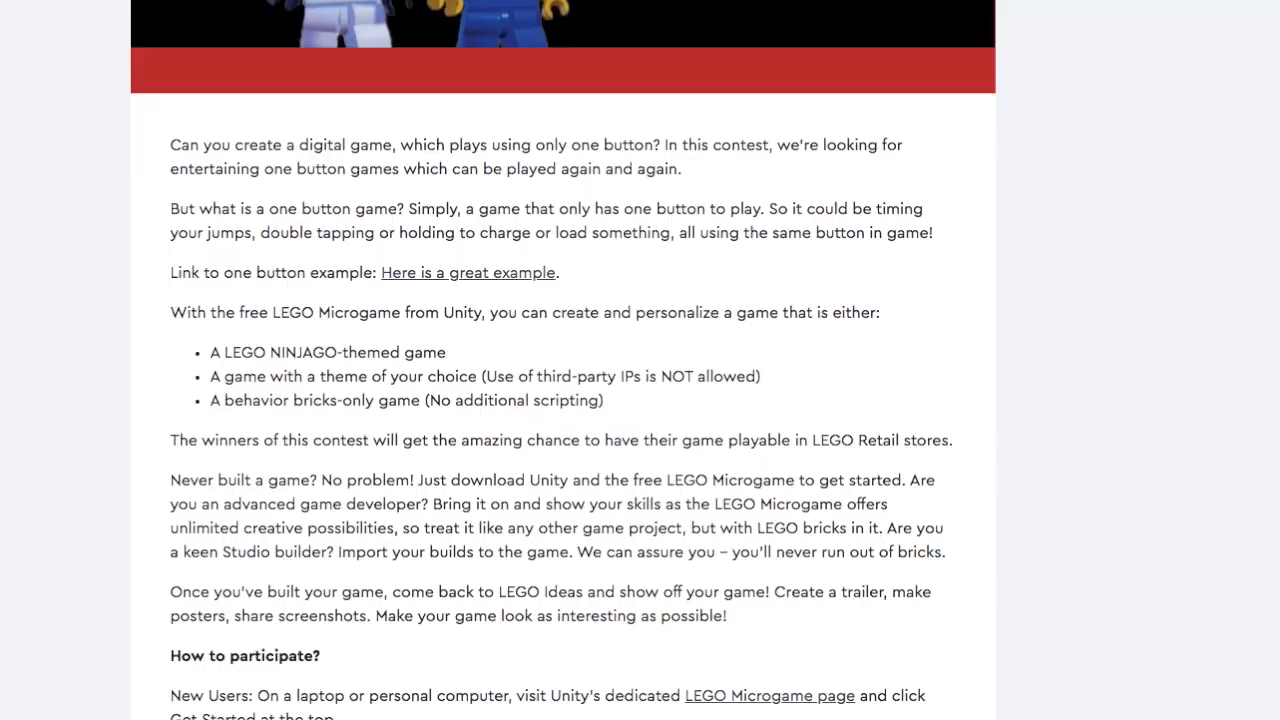 Can you create a digital game, which plays using only one button? In this contest, we're looking for
entertaining one button games which can be played again and again.
But what is a one button game? Simply, a game that only has one button to play. So it could be timing
your jumps, double tapping or holding to charge or load something, all using the same button in game!
Link to one button example: Here is a great example.
With the free LEGO Microgame from Unity, you can create and personalize a game that is either:
• A LEGO NINJAGO-themed game
• A game with a theme of your choice (Use of third-party IPs is NOT allowed)
• A behavior bricks-only game (No additional scripting)
The winners of this contest will get the amazing chance to have their game playable in LEGO Retail stores.
Never built a game? No problem! Just download Unity and the free LEGO Microgame to get started. Are
you an advanced game developer? Bring it on and show your skills as the LEGO Microgame offers
unlimited creative possibilities, so treat it like any other game project, but with LEGO bricks in it. Are you
a keen Studio builder? Import your builds to the game. We can assure you – you'll never run out of bricks.
Once you've built your game, come back to LEGO Ideas and show off your game! Create a trailer, make
posters, share screenshots. Make your game look as interesting as possible!
How to participate?
New Users: On a laptop or personal computer, visit Unity's dedicated LEGO Microgame page and click
Get Started at the top